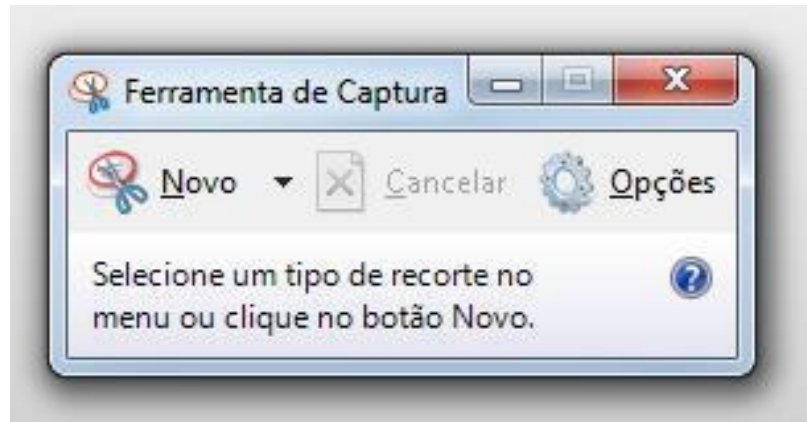 Ferramenta de Captura
Novo Cancelar Opções
Selecione um tipo de recorte no
menu ou clique no botão Novo.